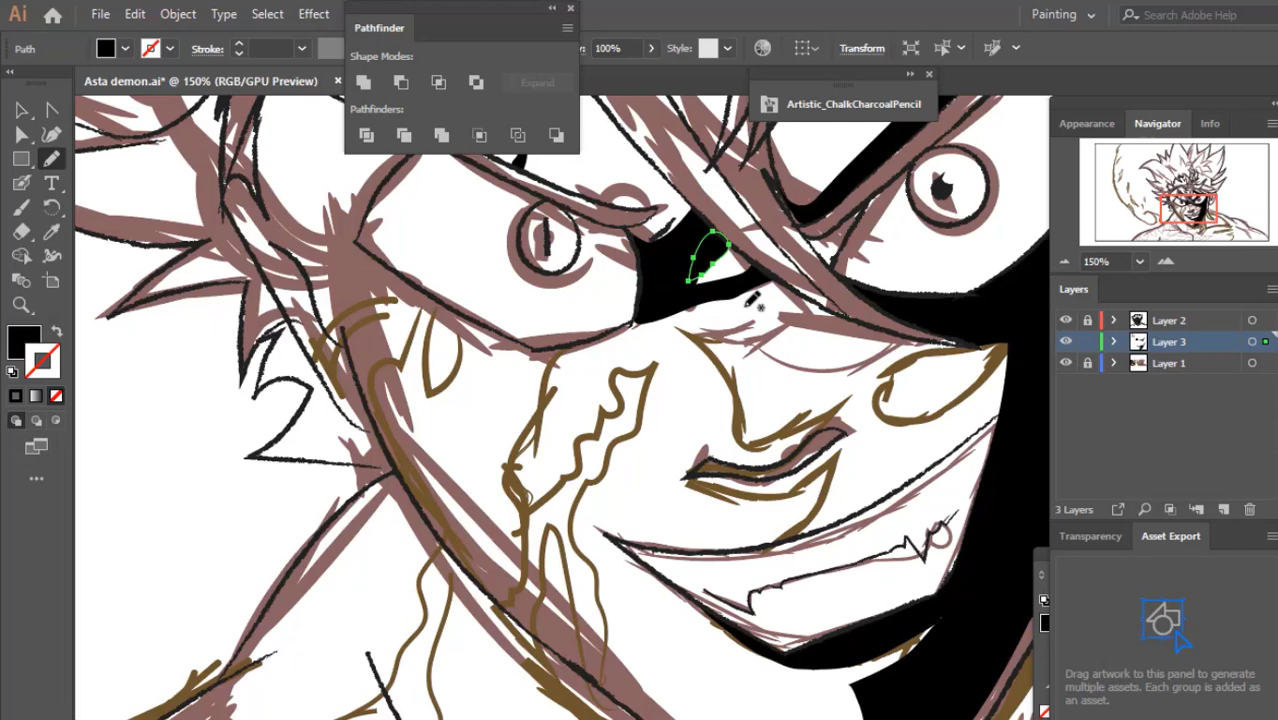 Ai File Edit Object Type Select Effect Painting Search Adobe Help
Pathfinder
Path Stroke: 100% Style: Transform
Shape Modes:
Asta demon.ai* @ 150% (RGB/GPU Preview) Expand
Artistic_ChalkCharcoalPencil
Pathfinders:
Appearance Navigator Info
150%
Layers
Layer 2
Layer 3
Layer 1
3 Layers
Transparency Asset Export
Drag artwork to this panel to generate
multiple assets. Each group is added as
an asset.